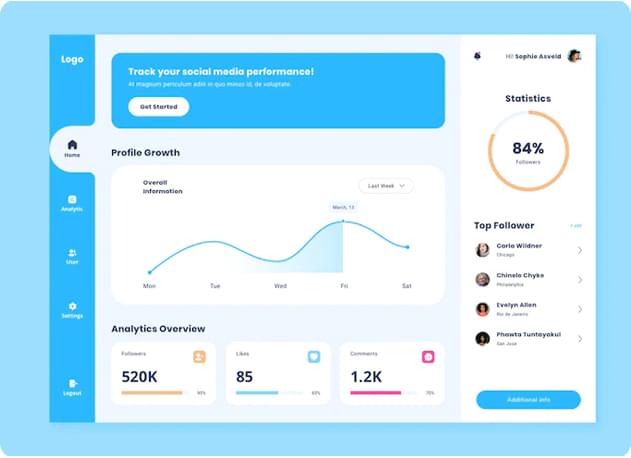 Logo
Home
Analytic
User
Settings
Logout
Track your social media performance!
At magnum periculum adiit in quo minus id, de voluptate.
Get Started
Profile Growth
Overall
Information
Last Week
March, 13
Mon Tue Wed Fri Sat
Analytics Overview
Followers
520K
90%
Likes
85
60%
Comments
1.2K
70%
Hi! Sophie Asveld
Statistics
84%
Followers
Top Follower
Carla Wildner
Chicago
Chinelo Chyke
Philadelphia
Evelyn Allen
Rio de Janeiro
Phawta Tuntayakul
San Jose
Additional info